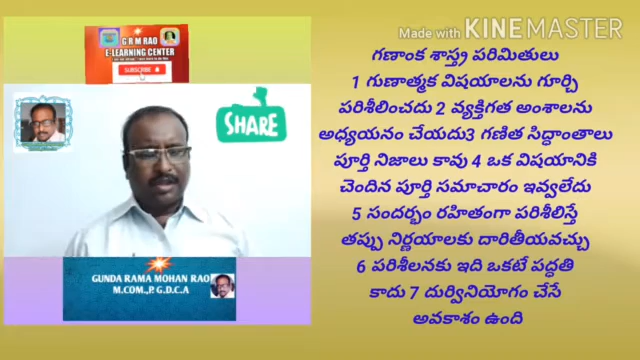 Made with KINEMASTER
G R M RAO
E-LEARNING CENTER
SUBSCRIBE
SHARE
GUNDA RAMA MOHAN RAO
M.COM.,P.G.D.C.A
గణాంక శాస్త్ర పరిమితులు
1 గుణాత్మక విషయాలను గూర్చి
పరిశీలించదు 2 వ్యక్తిగత అంశాలను
అధ్యయనం చేయదు3 గణిత సిద్ధాంతాలు
పూర్తి నిజాలు కావు 4 ఒక విషయానికి
చెందిన పూర్తి సమాచారం ఇవ్వలేదు
5 సందర్భం రహితంగా పరిశీలిస్తే
తప్పు నిర్ణయాలకు దారితీయవచ్చు
6 పరిశీలనకు ఇది ఒకటే పద్ధతి
కాదు 7 దుర్వినియోగం చేసే
అవకాశం ఉంది